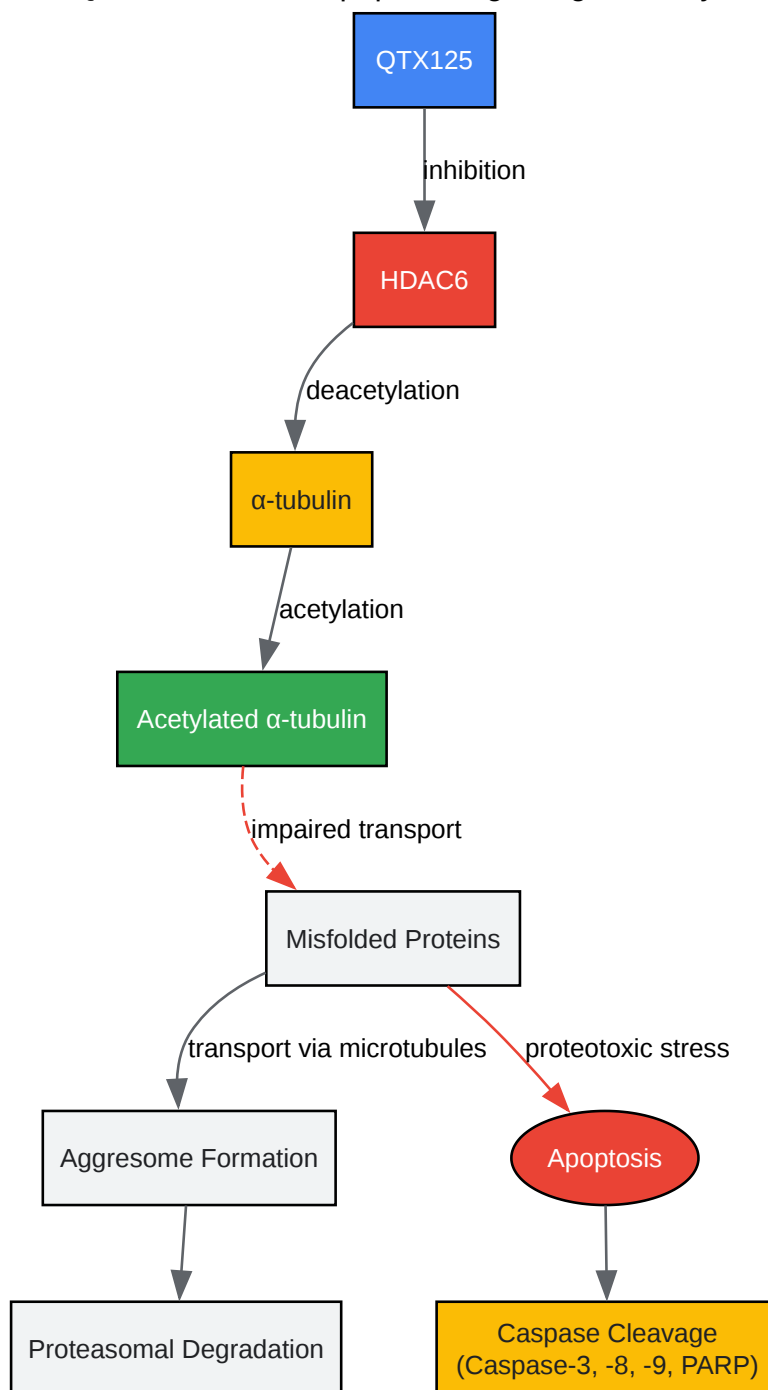 QTX125
inhibition
HDAC6
deacetylation
α-tubulin
acetylation
Acetylated α-tubulin
impaired transport
Misfolded Proteins
transport via microtubules
proteotoxic stress
Aggresome Formation
Apoptosis
Proteasomal Degradation
Caspase Cleavage
(Caspase-3, -8, -9, PARP)